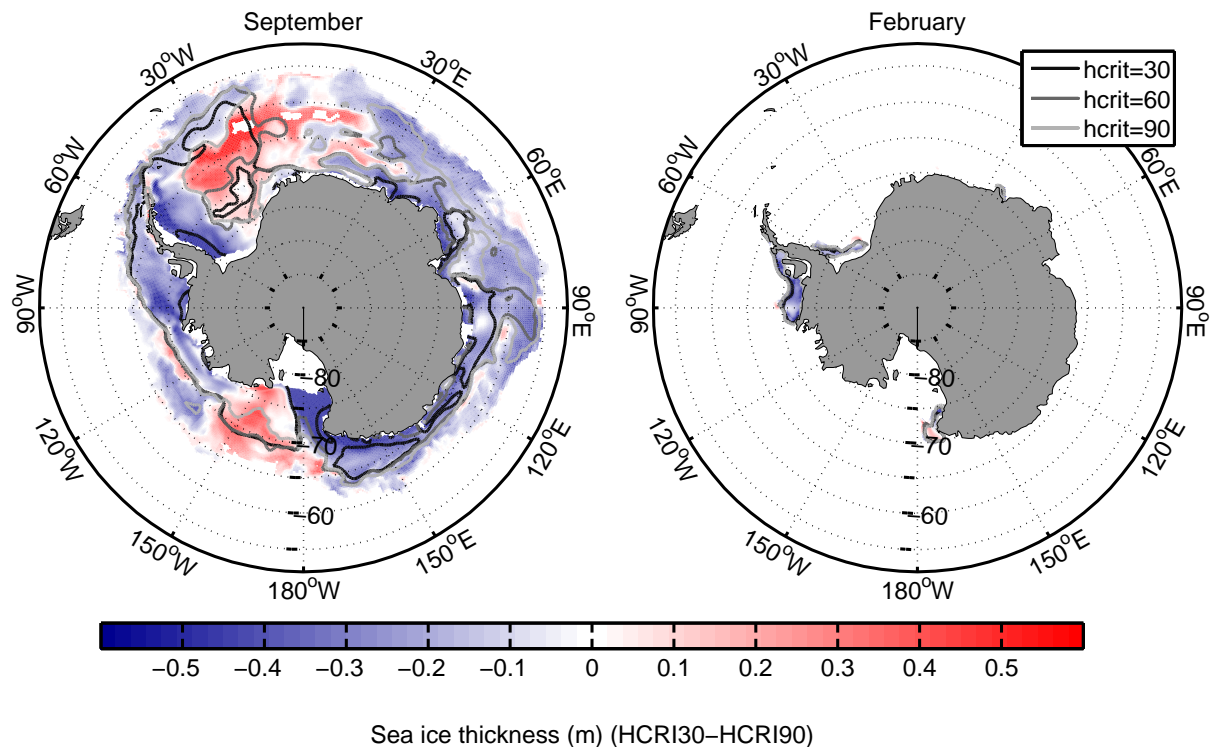 September
February
30°W
30°E
60°W
60°E
90°W
90°E
120°W
120°E
150°W
150°E
180°W
−80
−70
−60
30°W
60°W
60°E
90°W
90°E
120°W
120°E
150°W
150°E
180°W
−80
−70
−60
hcrit=30
hcrit=60
hcrit=90
−0.5
−0.4
−0.3
−0.2
−0.1
0
0.1
0.2
0.3
0.4
0.5
Sea ice thickness (m) (HCRI30−HCRI90)